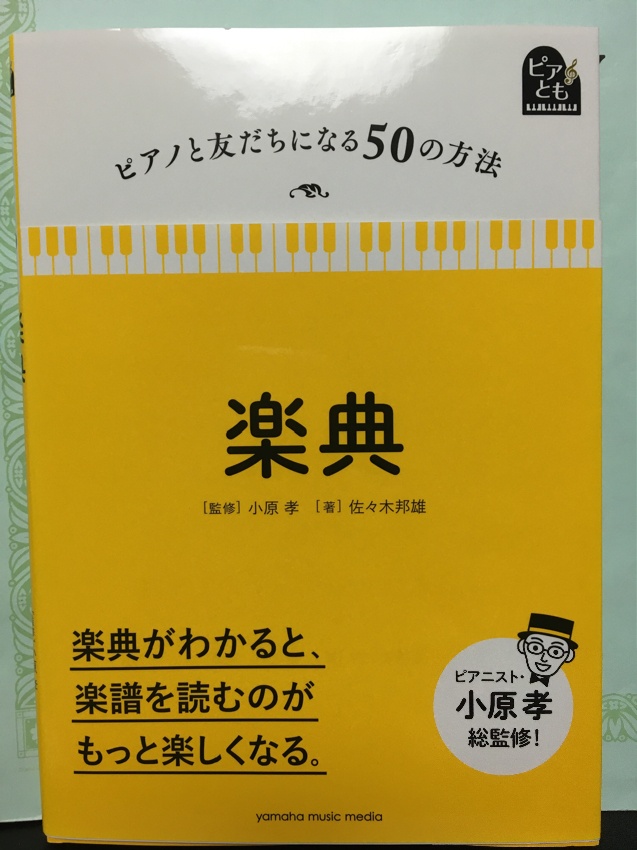 ピアとも
ピアノと友だちになる50の方法
楽典
[監修] 小原 孝 [著] 佐々木邦雄
楽典がわかると、
楽譜を読むのが
もっと楽しくなる。
ピアニスト・
小原孝
総監修!
yamaha music media